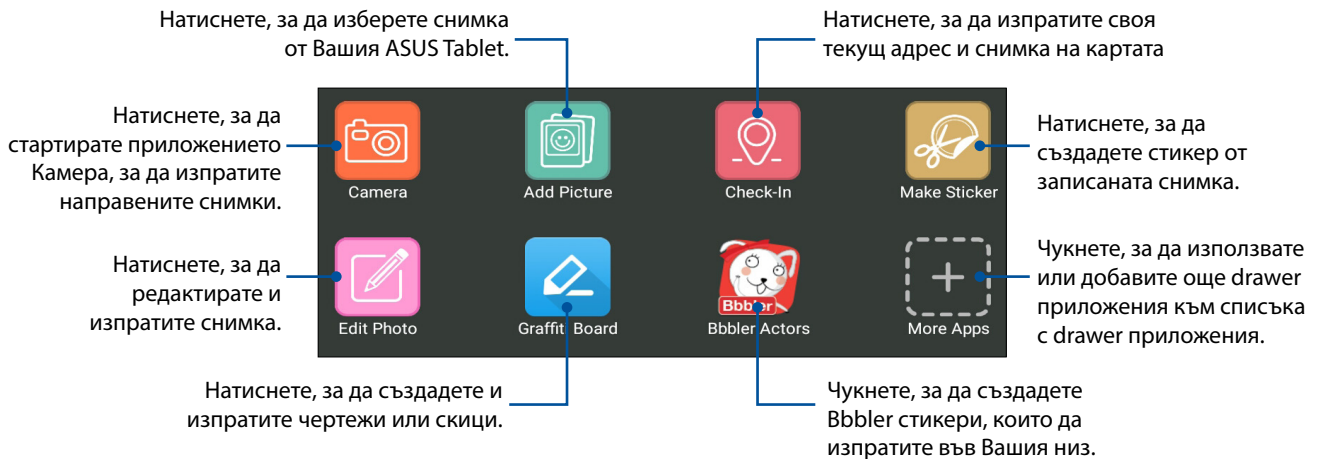 Натиснете, за да изберете снимка
от Вашия ASUS Tablet.
Натиснете, за да изпратите своя
текущ адрес и снимка на картата
Натиснете, за да
стартирате приложението
Камера, за да изпратите
направените снимки.
Camera
Add Picture
Check-In
Make Sticker
Натиснете, за да
създадете стикер от
записаната снимка.
Натиснете, за да
редактирате и
изпратите снимка.
Edit Photo
Graffiti Board
Bbbler
Bbbler Actors
More Apps
Чукнете, за да използвате
или добавите още drawer
приложения към списъка
с drawer приложения.
Натиснете, за да създадете и
изпратите чертежи или скици.
Чукнете, за да създадете
Bbbler стикери, които да
изпратите във Вашия низ.